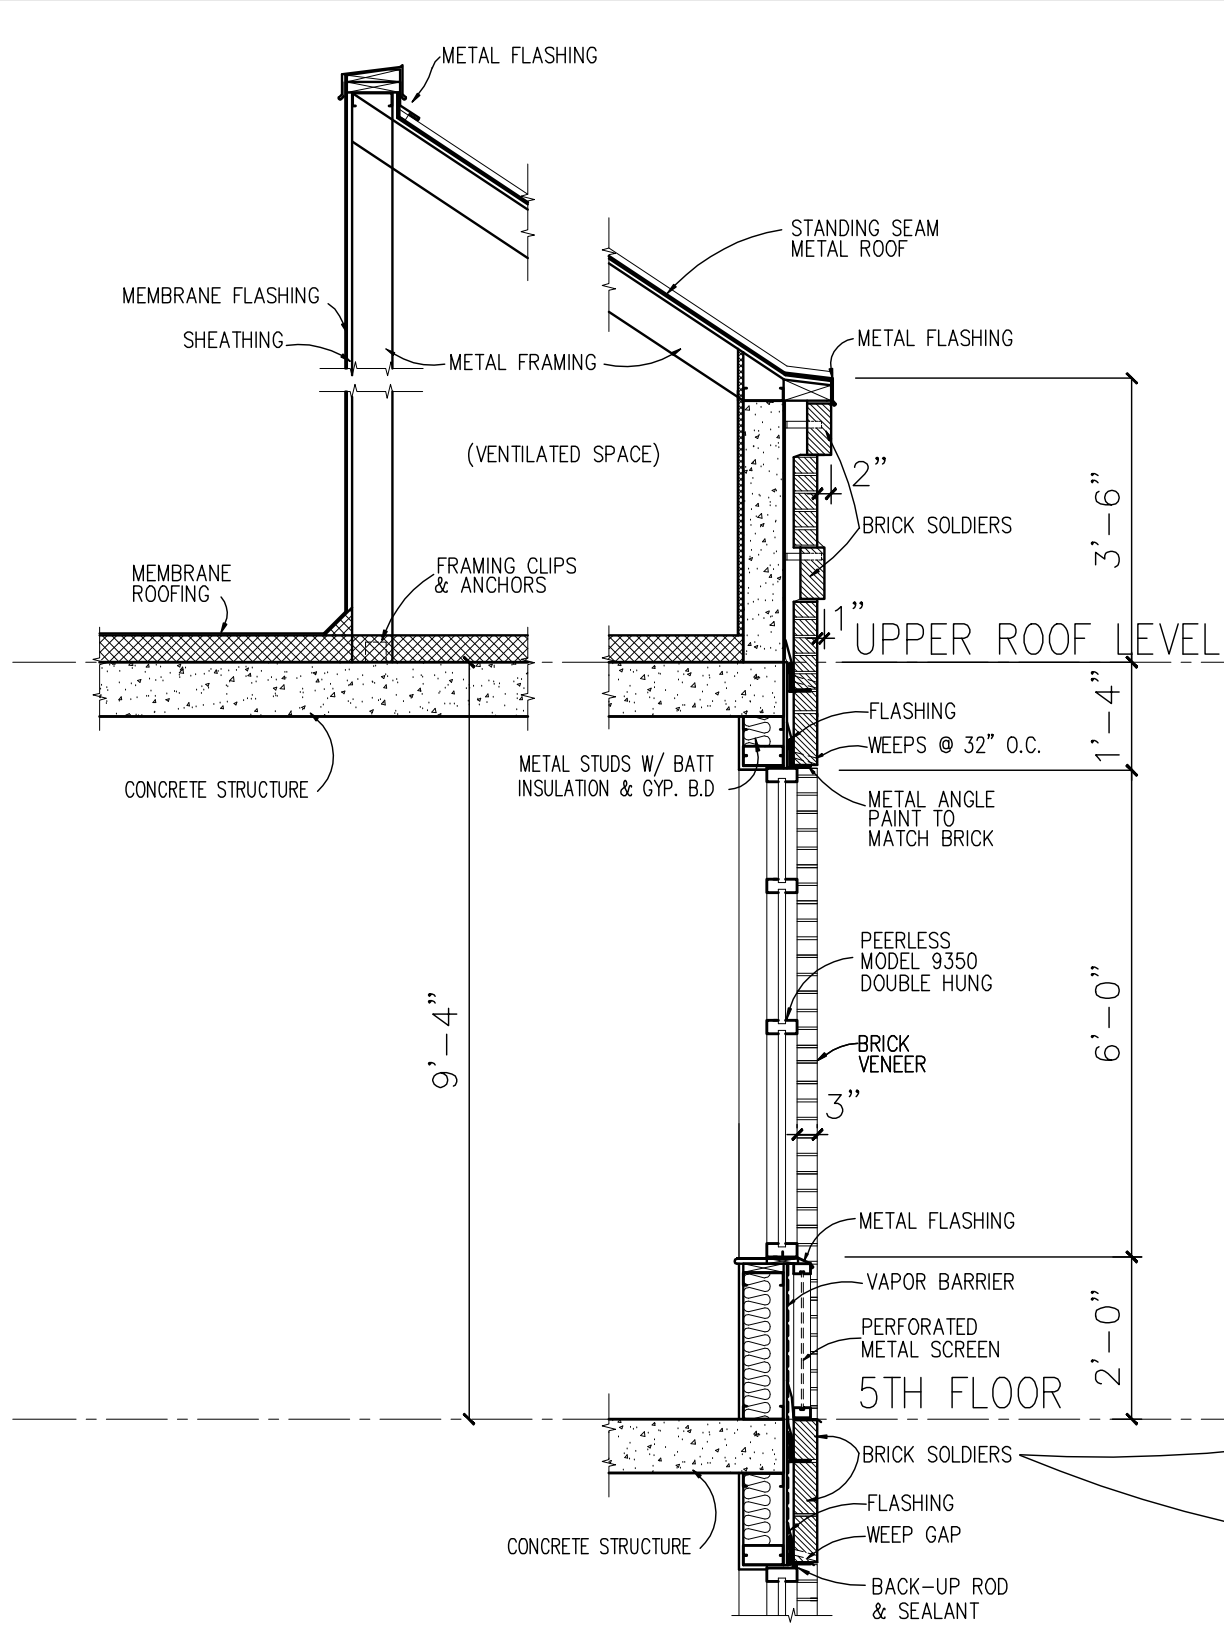 METAL FLASHING
STANDING SEAM
METAL ROOF
MEMBRANE FLASHING
SHEATHING
METAL FRAMING
METAL FLASHING
(VENTILATED SPACE)
2"
3'-6"
BRICK SOLDIERS
MEMBRANE
ROOFING
FRAMING CLIPS
& ANCHORS
1"
UPPER ROOF LEVEL
1'-4"
FLASHING
WEEPS @ 32" O.C.
CONCRETE STRUCTURE
METAL STUDS W/ BATT
INSULATION & GYP. B.D
METAL ANGLE
PAINT TO
MATCH BRICK
PEERLESS
MODEL 9350
DOUBLE HUNG
9'-4"
6'-0"
BRICK
VENEER
3"
METAL FLASHING
VAPOR BARRIER
PERFORATED
METAL SCREEN
2'-0"
5TH FLOOR
BRICK SOLDIERS
FLASHING
WEEP GAP
CONCRETE STRUCTURE
BACK-UP ROD
& SEALANT